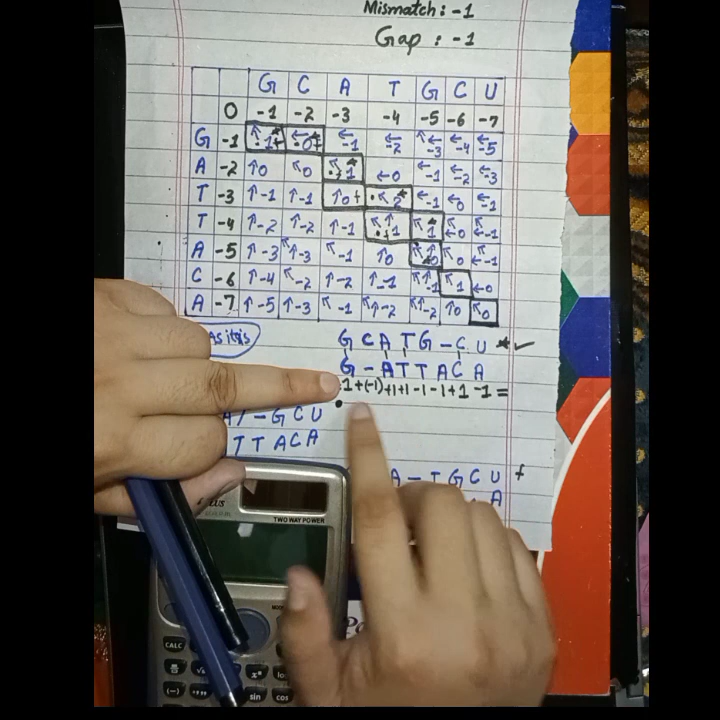 Mismatch: -1
Gap : -1
G C A T G C U
0 -1 -2 -3 -4 -5 -6 -7
G -1 ↖1+ ←0+ ←-1 ←-2 ↖←-3 ←-4 ←-5
A -2 ↑0 ↖0 ↖1 ←0 ←-1 ←-2 ←-3
T -3 ↑-1 ↑-1 ↑0+ ↖2* ←-1 ←0 ←-1
T -4 ↑-2 ↑-2 ↑-1 ↖↑1 ↖1 ↖←0 ↖←-1
A -5 ↑-3 ↖↑-3 ↖-1 ↑0 ↖↑0 ↖0 ↖←-1
C -6 ↑-4 ↖-2 ↑-2 ↑-1 ↖↑-1 ↖1 ←0
A -7 ↑-5 ↑-3 ↖-1 ↖↑-2 ↖↑-2 ↑0 ↖0
As it is
G C A T G - C U * ✓
G - A T T A C A
1+(-1)+1+1-1-1+1-1=
- G C U
T T A C A
A - T G C U +
A
PLUS
TWO WAY POWER
CALC
(-)
sin cos